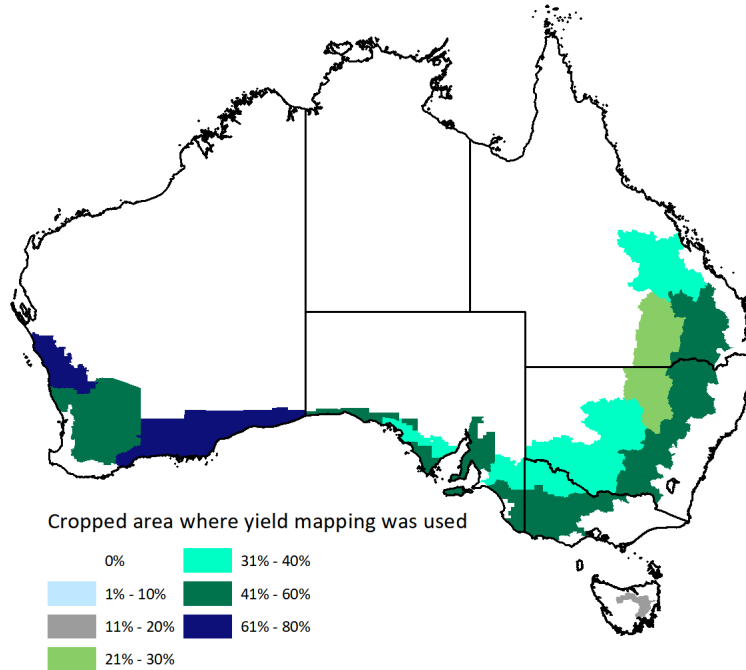 Cropped area where yield mapping was used
0%
1% - 10%
11% - 20%
21% - 30%
31% - 40%
41% - 60%
61% - 80%